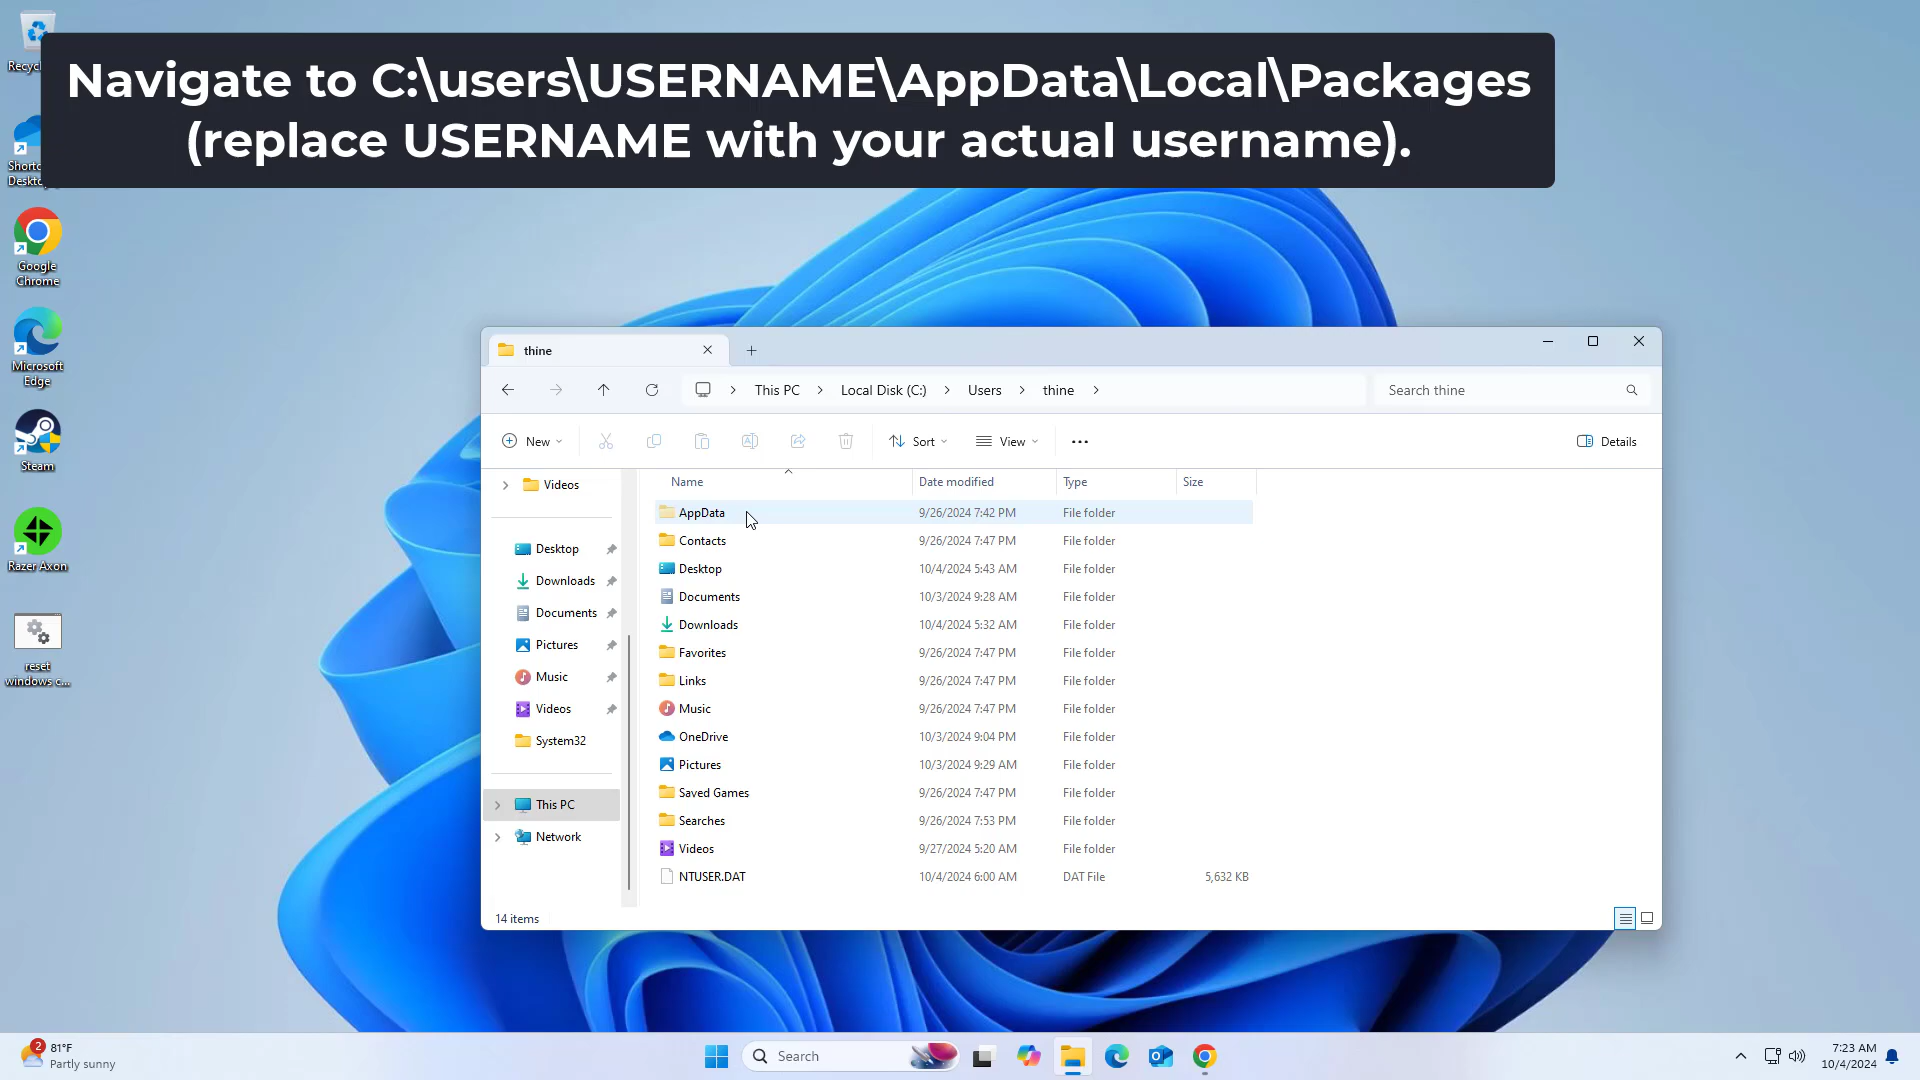 Navigate to C:\users\USERNAME\AppData\Local\Packages
(replace USERNAME with your actual username).
Desktop
Google
Chrome
Microsoft
Edge
Steam
Razer Axon
reset
windows c...
thine
This PC
Local Disk (C:)
Users
thine
Search thine
New
Sort
View
Details
Videos
Desktop
Downloads
Documents
Pictures
Music
Videos
System32
This PC
Network
Name Date modified Type Size
AppData 9/26/2024 7:42 PM File folder
Contacts 9/26/2024 7:47 PM File folder
Desktop 10/4/2024 5:43 AM File folder
Documents 10/3/2024 9:28 AM File folder
Downloads 10/4/2024 5:32 AM File folder
Favorites 9/26/2024 7:47 PM File folder
Links 9/26/2024 7:47 PM File folder
Music 9/26/2024 7:47 PM File folder
OneDrive 10/3/2024 9:04 PM File folder
Pictures 10/3/2024 9:29 AM File folder
Saved Games 9/26/2024 7:47 PM File folder
Searches 9/26/2024 7:53 PM File folder
Videos 9/27/2024 5:20 AM File folder
NTUSER.DAT 10/4/2024 6:00 AM DAT File 5,632 KB
14 items
2
81°F
Partly sunny
Search
7:23 AM
10/4/2024